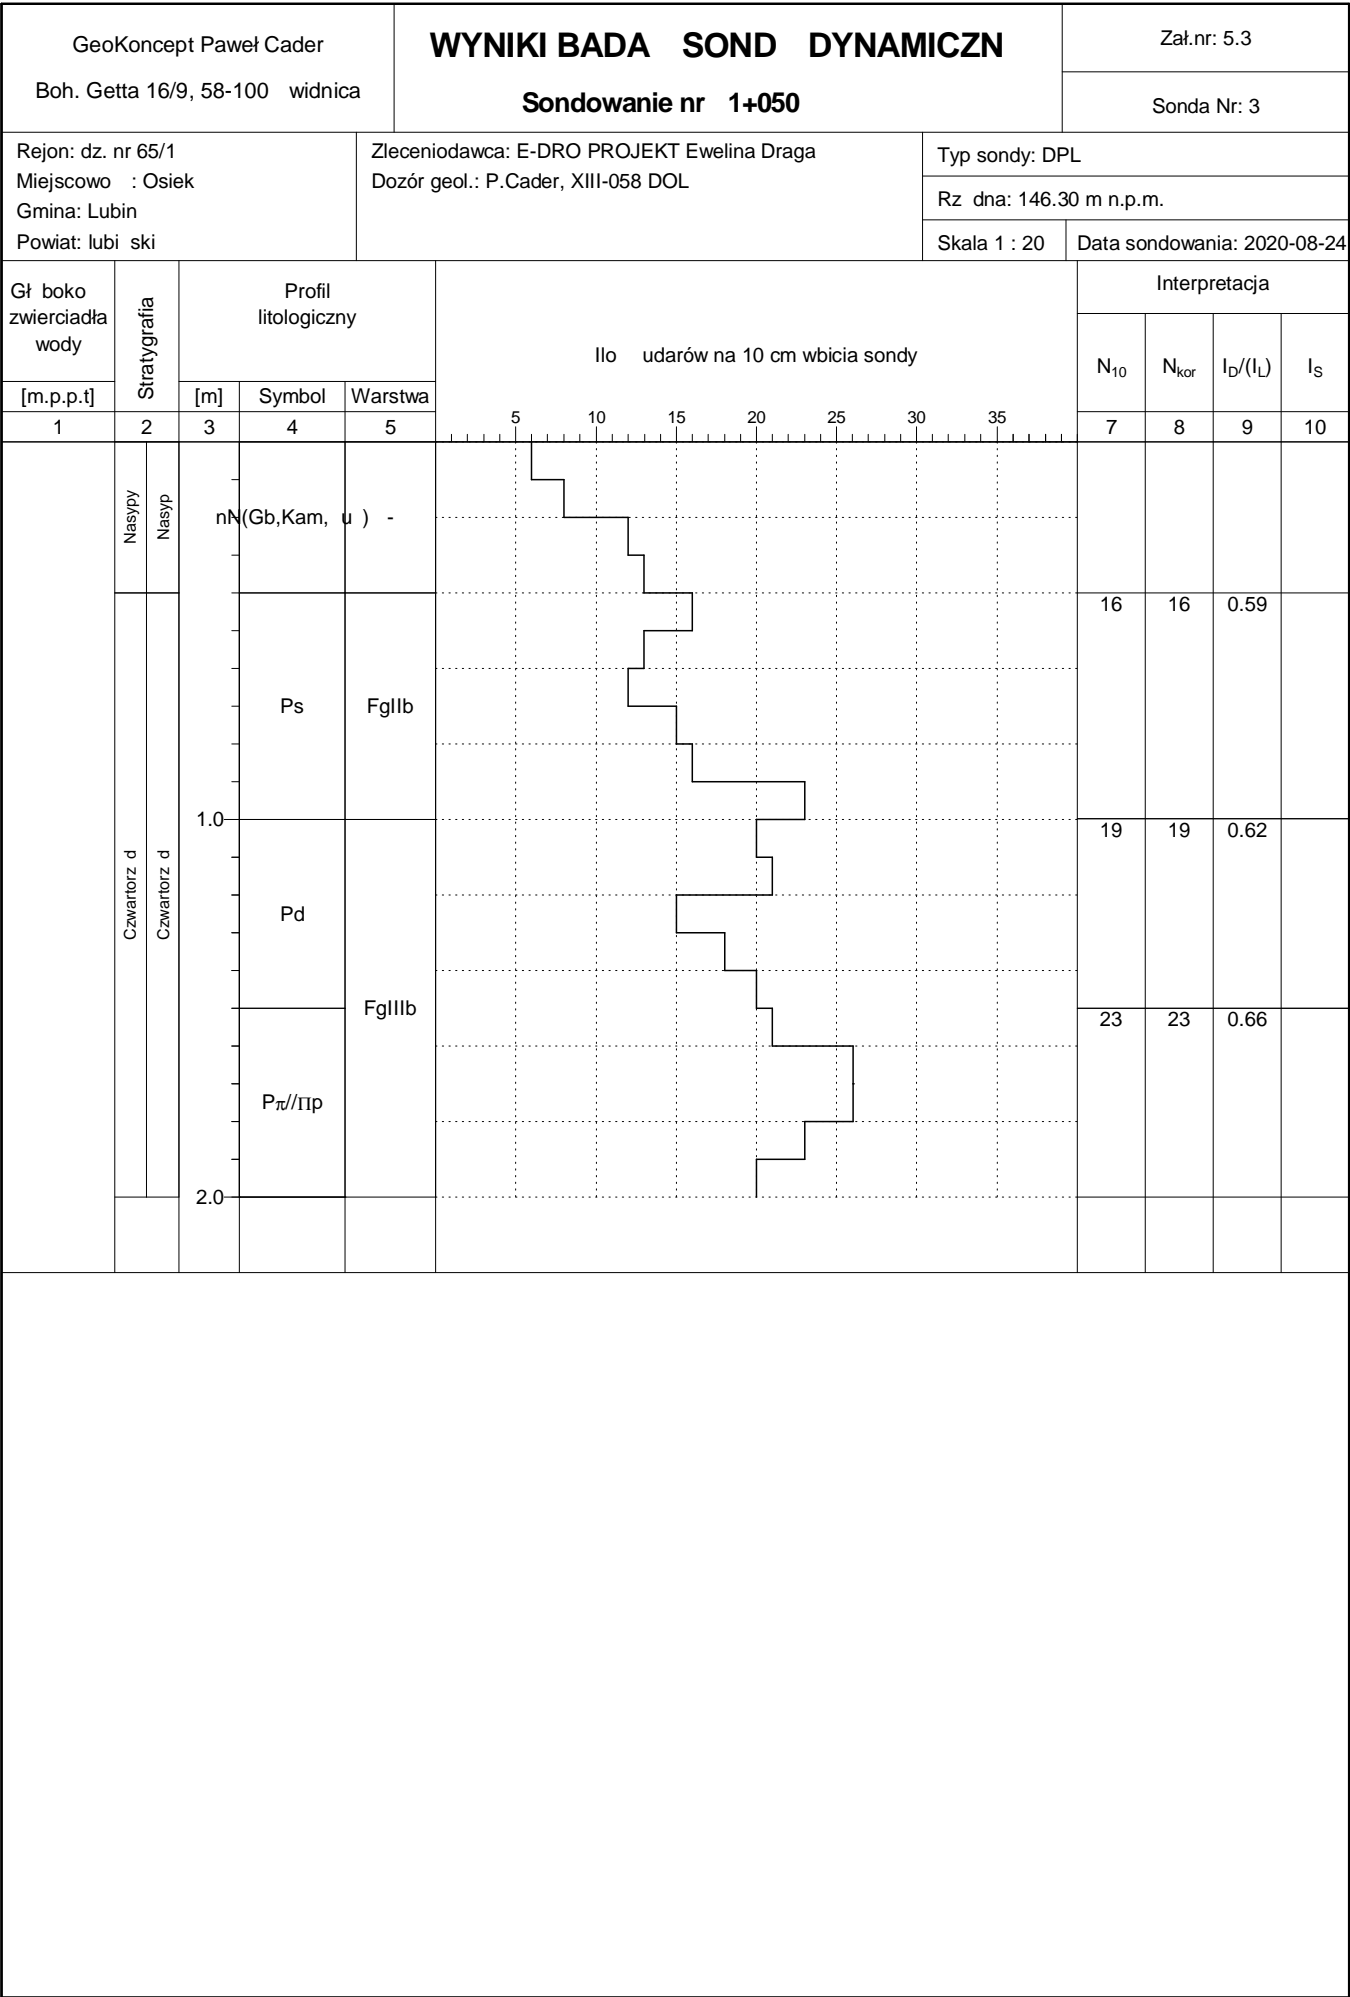 GeoKoncept Paweł Cader
Boh. Getta 16/9, 58-100 widnica
WYNIKI BADA SOND DYNAMICZN
Sondowanie nr 1+050
Zał.nr: 5.3
Sonda Nr: 3
Rejon: dz. nr 65/1
Miejscowo : Osiek
Gmina: Lubin
Powiat: lubi ski
Zleceniodawca: E-DRO PROJEKT Ewelina Draga
Dozór geol.: P.Cader, XIII-058 DOL
Typ sondy: DPL
Rz dna: 146.30 m n.p.m.
Skala 1 : 20
Data sondowania: 2020-08-24
Gł boko
zwierciadła
wody
[m.p.p.t]
Stratygrafia
Profil
litologiczny
[m] Symbol Warstwa
Ilo udarów na 10 cm wbicia sondy
Interpretacja
N10 Nkor ID/(IL) IS
5 10 15 20 25 30 35
1 2 3 4 5 7 8 9 10
Nasypy
Nasyp
nN(Gb,Kam, u ) -
16 16 0.59
Ps FgIIb
1.0
19 19 0.62
Czwartorz d
Czwartorz d
Pd
FgIIIb
23 23 0.66
Pπ//Πp
2.0